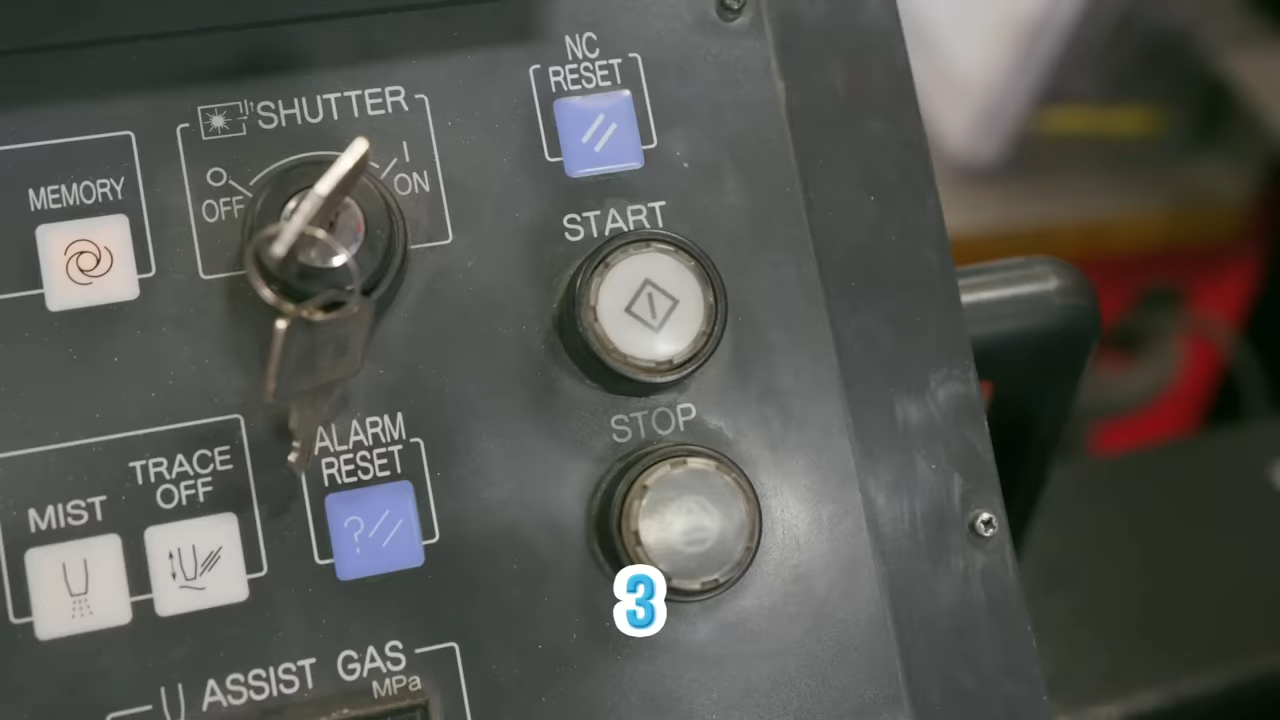 NC
RESET
SHUTTER
I
ON
O
OFF
MEMORY
START
STOP
ALARM
RESET
?//
TRACE
OFF
MIST
ASSIST GAS
MPa
3